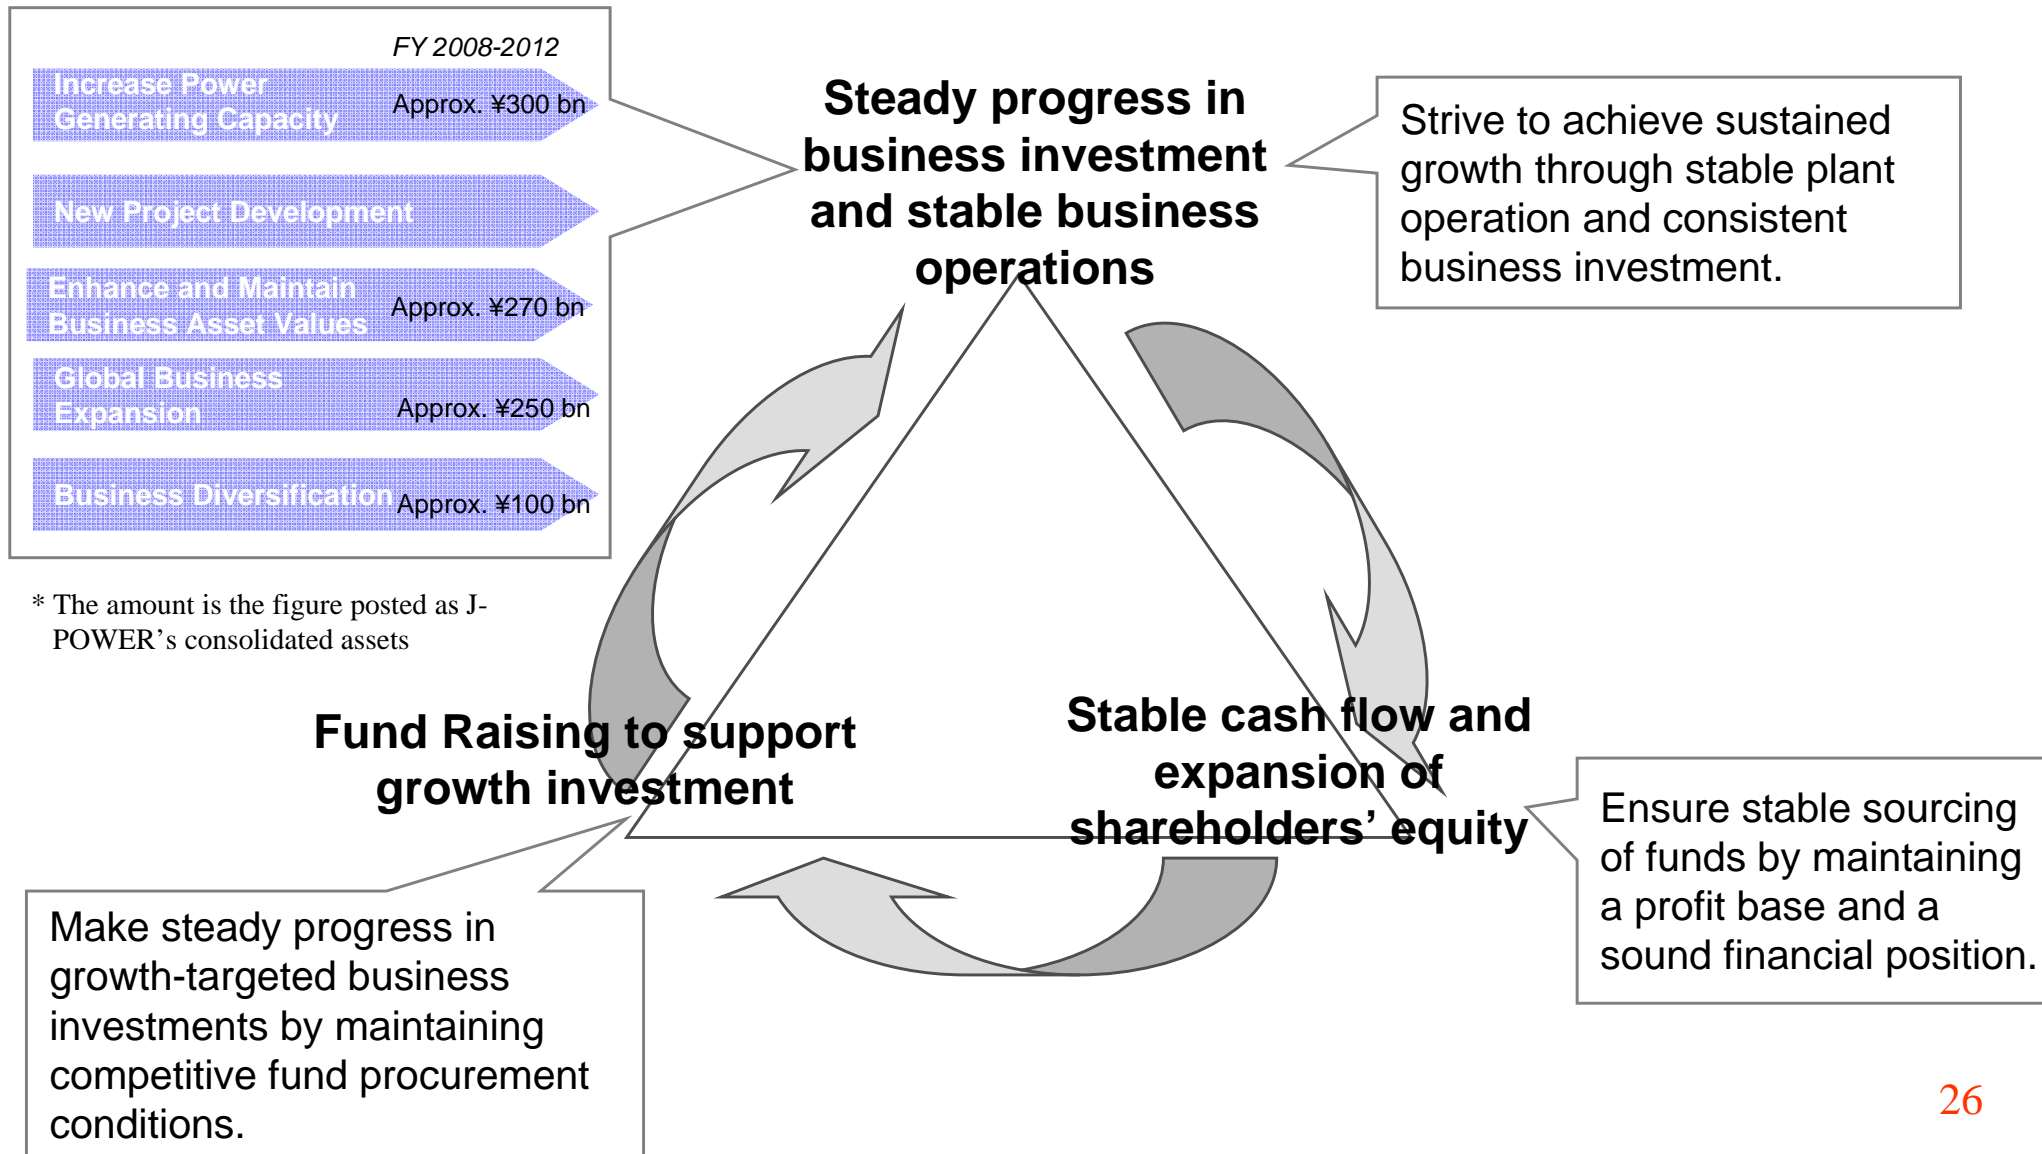 FY 2008-2012
Increase Power
Generating Capacity
Approx. ¥300 bn
New Project Development
Enhance and Maintain
Business Asset Values
Approx. ¥270 bn
Global Business
Expansion
Approx. ¥250 bn
Business Diversification
Approx. ¥100 bn
* The amount is the figure posted as J-
POWER’s consolidated assets
Steady progress in
business investment
and stable business
operations
Strive to achieve sustained
growth through stable plant
operation and consistent
business investment.
Fund Raising to support
growth investment
Stable cash flow and
expansion of
shareholders’ equity
Make steady progress in
growth-targeted business
investments by maintaining
competitive fund procurement
conditions.
Ensure stable sourcing
of funds by maintaining
a profit base and a
sound financial position.
26